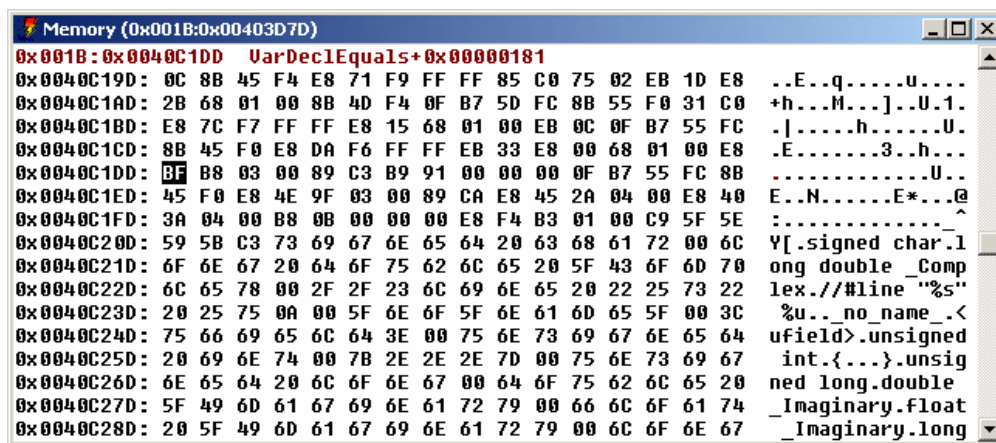 Memory (0x001B:0x00403D7D)
0x001B:0x0040C1DD VarDeclEquals+0x00000181
0x0040C19D: 0C 8B 45 F4 E8 71 F9 FF FF 85 C0 75 02 EB 1D E8 ..E..q.....u....
0x0040C1AD: 2B 68 01 00 8B 4D F4 0F B7 5D FC 8B 55 F0 31 C0 +h...M...]..U.1.
0x0040C1BD: E8 7C F7 FF FF E8 15 68 01 00 EB 0C 0F B7 55 FC .|.....h......U.
0x0040C1CD: 8B 45 F0 E8 DA F6 FF FF EB 33 E8 00 68 01 00 E8 .E.......3..h...
0x0040C1DD: BF B8 03 00 89 C3 B9 91 00 00 00 0F B7 55 FC 8B .............U..
0x0040C1ED: 45 F0 E8 4E 9F 03 00 89 CA E8 45 2A 04 00 E8 40 E..N......E*...@
0x0040C1FD: 3A 04 00 B8 0B 00 00 00 E8 F4 B3 01 00 C9 5F 5E :............._^
0x0040C20D: 59 5B C3 73 69 67 6E 65 64 20 63 68 61 72 00 6C Y[.signed char.l
0x0040C21D: 6F 6E 67 20 64 6F 75 62 6C 65 20 5F 43 6F 6D 70 ong double _Comp
0x0040C22D: 6C 65 78 00 2F 2F 23 6C 69 6E 65 20 22 25 73 22 lex.//#line "%s"
0x0040C23D: 20 25 75 0A 00 5F 6E 6F 5F 6E 61 6D 65 5F 00 3C %u.._no_name_.<
0x0040C24D: 75 66 69 65 6C 64 3E 00 75 6E 73 69 67 6E 65 64 ufield>.unsigned
0x0040C25D: 20 69 6E 74 00 7B 2E 2E 2E 7D 00 75 6E 73 69 67 int.{...}.unsig
0x0040C26D: 6E 65 64 20 6C 6F 6E 67 00 64 6F 75 62 6C 65 20 ned long.double
0x0040C27D: 5F 49 6D 61 67 69 6E 61 72 79 00 66 6C 6F 61 74 _Imaginary.float
0x0040C28D: 20 5F 49 6D 61 67 69 6E 61 72 79 00 6C 6F 6E 67 _Imaginary.long